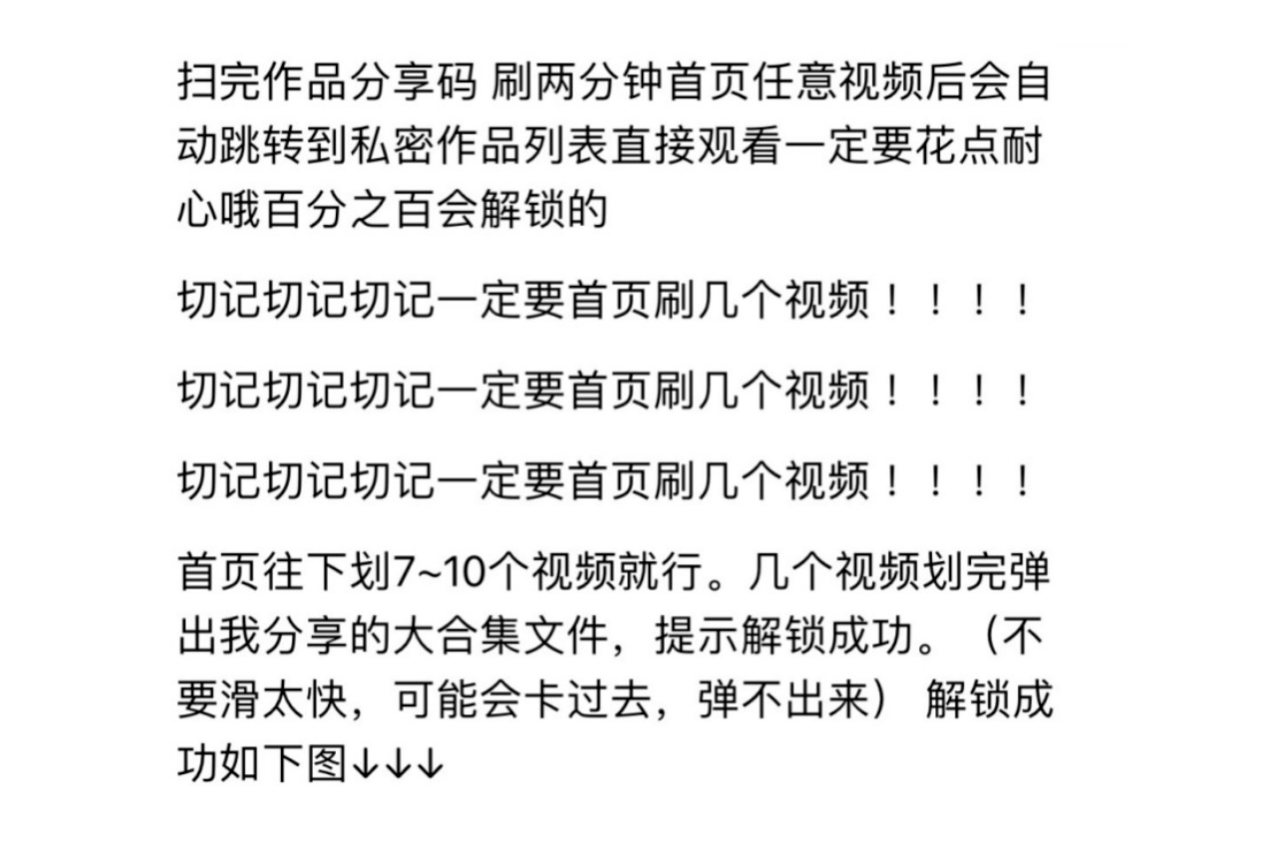 扫完作品分享码 刷两分钟首页任意视频后会自
动跳转到私密作品列表直接观看一定要花点耐
心哦百分之百会解锁的
切记切记切记一定要首页刷几个视频！！！！
切记切记切记一定要首页刷几个视频！！！！
切记切记切记一定要首页刷几个视频！！！！
首页往下划7~10个视频就行。几个视频划完弹
出我分享的大合集文件，提示解锁成功。（不
要滑太快，可能会卡过去，弹不出来） 解锁成
功如下图↓↓↓